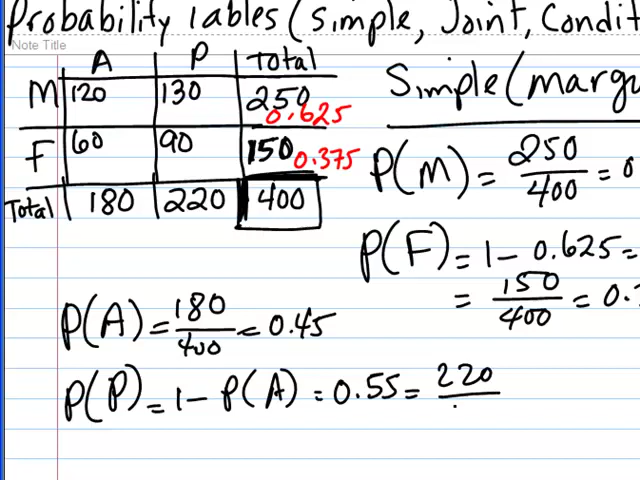 Probability Tables (Simple, Joint, Condit
Note Title
A P Total
M 120 130 250
0.625
F 60 90 150 0.375
Total 180 220 400
Simple (margu
P(M) = 250/400 = 0
P(F) = 1 - 0.625 =
= 150/400 = 0.3
P(A) = 180/400 = 0.45
P(P) = 1 - P(A) = 0.55 = 220